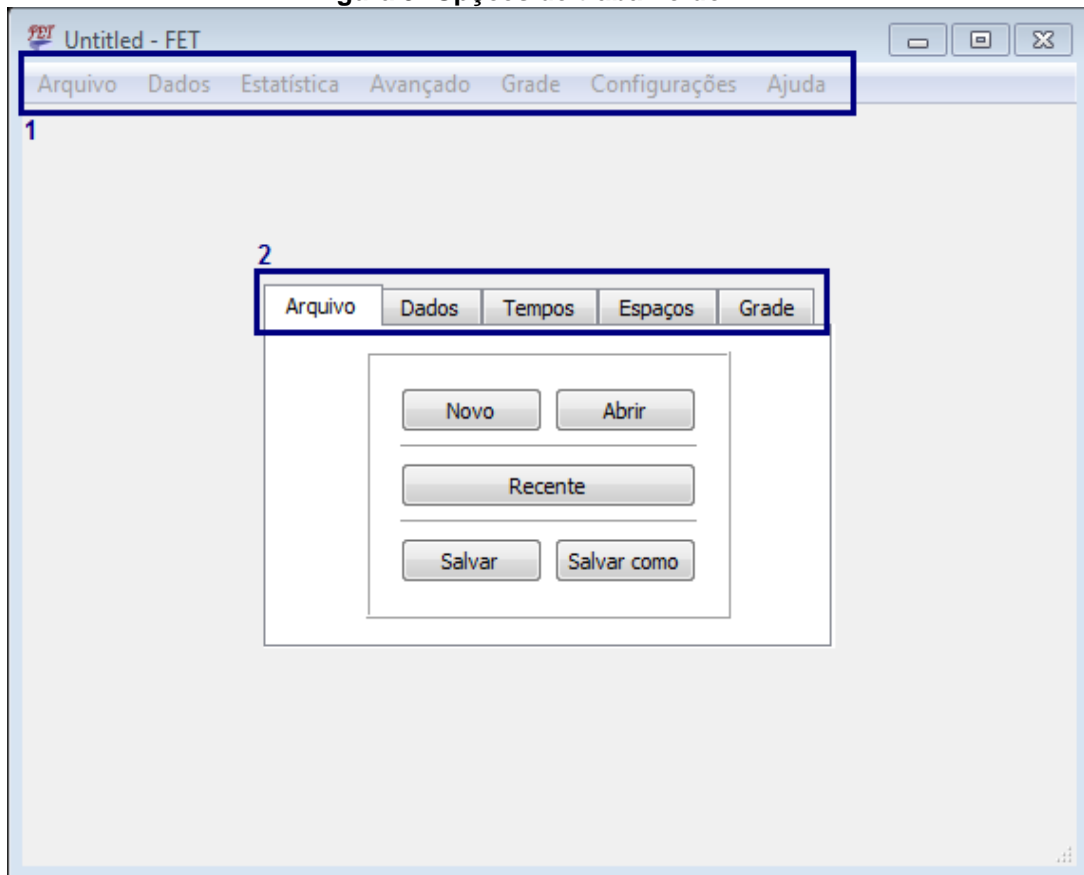 Untitled - FET
Arquivo Dados Estatística Avançado Grade Configurações Ajuda
1
2
Arquivo Dados Tempos Espaços Grade
Novo Abrir
Recente
Salvar Salvar como